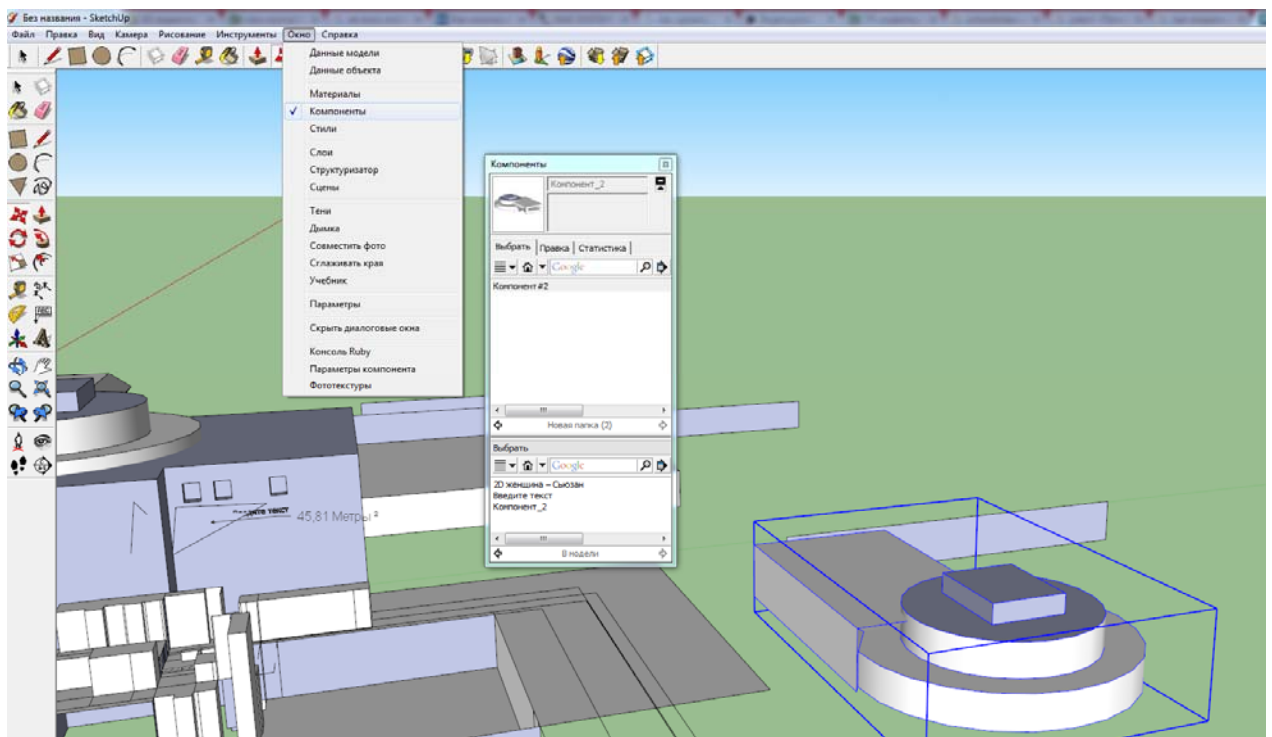 Без названия - SketchUp
Файл Правка Вид Камера Рисование Инструменты Окно Справка
Данные модели
Данные объекта
Материалы
Компоненты
Стили
Слои
Структуризатор
Сцены
Тени
Дымка
Совместить фото
Сглаживать края
Учебник
Параметры
Скрыть диалоговые окна
Консоль Ruby
Параметры компонента
Фототекстуры
Компоненты
Компонент_2
Выбрать Правка Статистика
Google
Компонент#2
Новая папка (2)
Выбрать
Google
2D женщина – Сьюзан
Введите текст
Компонент_2
В модели
текст
45,81 Метры ²
ABC